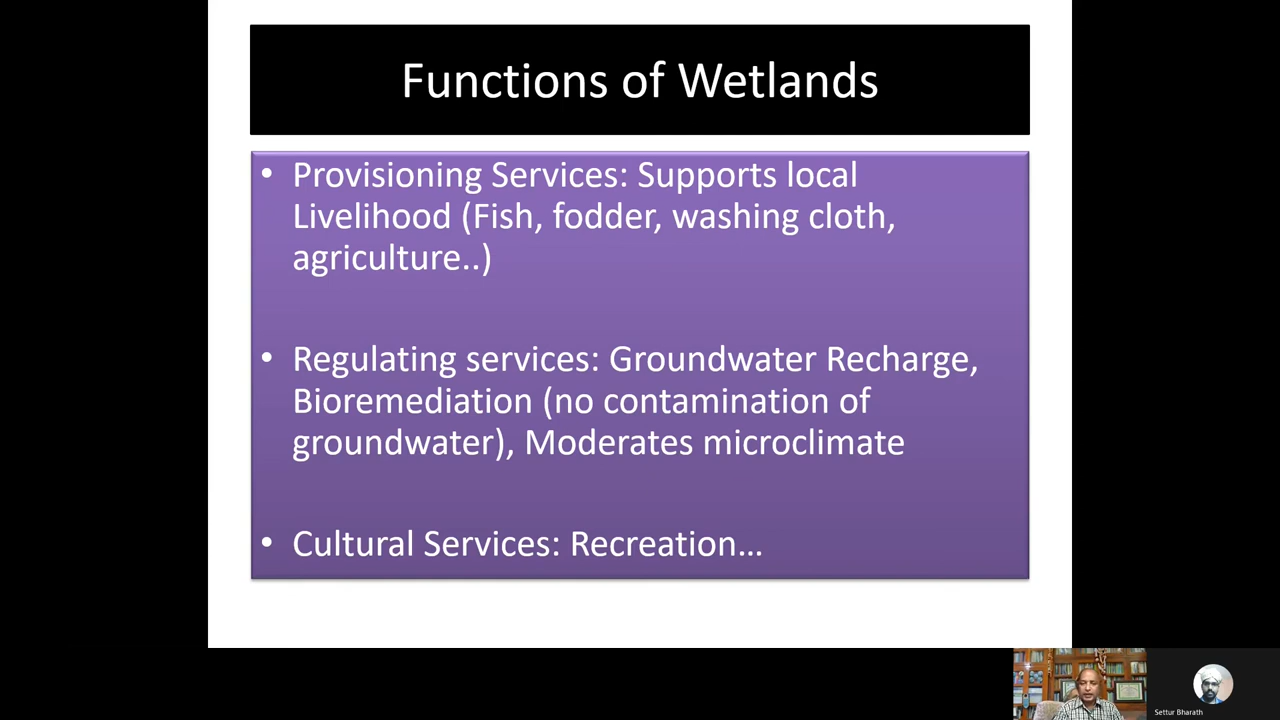 Functions of Wetlands
• Provisioning Services: Supports local
Livelihood (Fish, fodder, washing cloth,
agriculture..)
• Regulating services: Groundwater Recharge,
Bioremediation (no contamination of
groundwater), Moderates microclimate
• Cultural Services: Recreation...
Settur Bharath